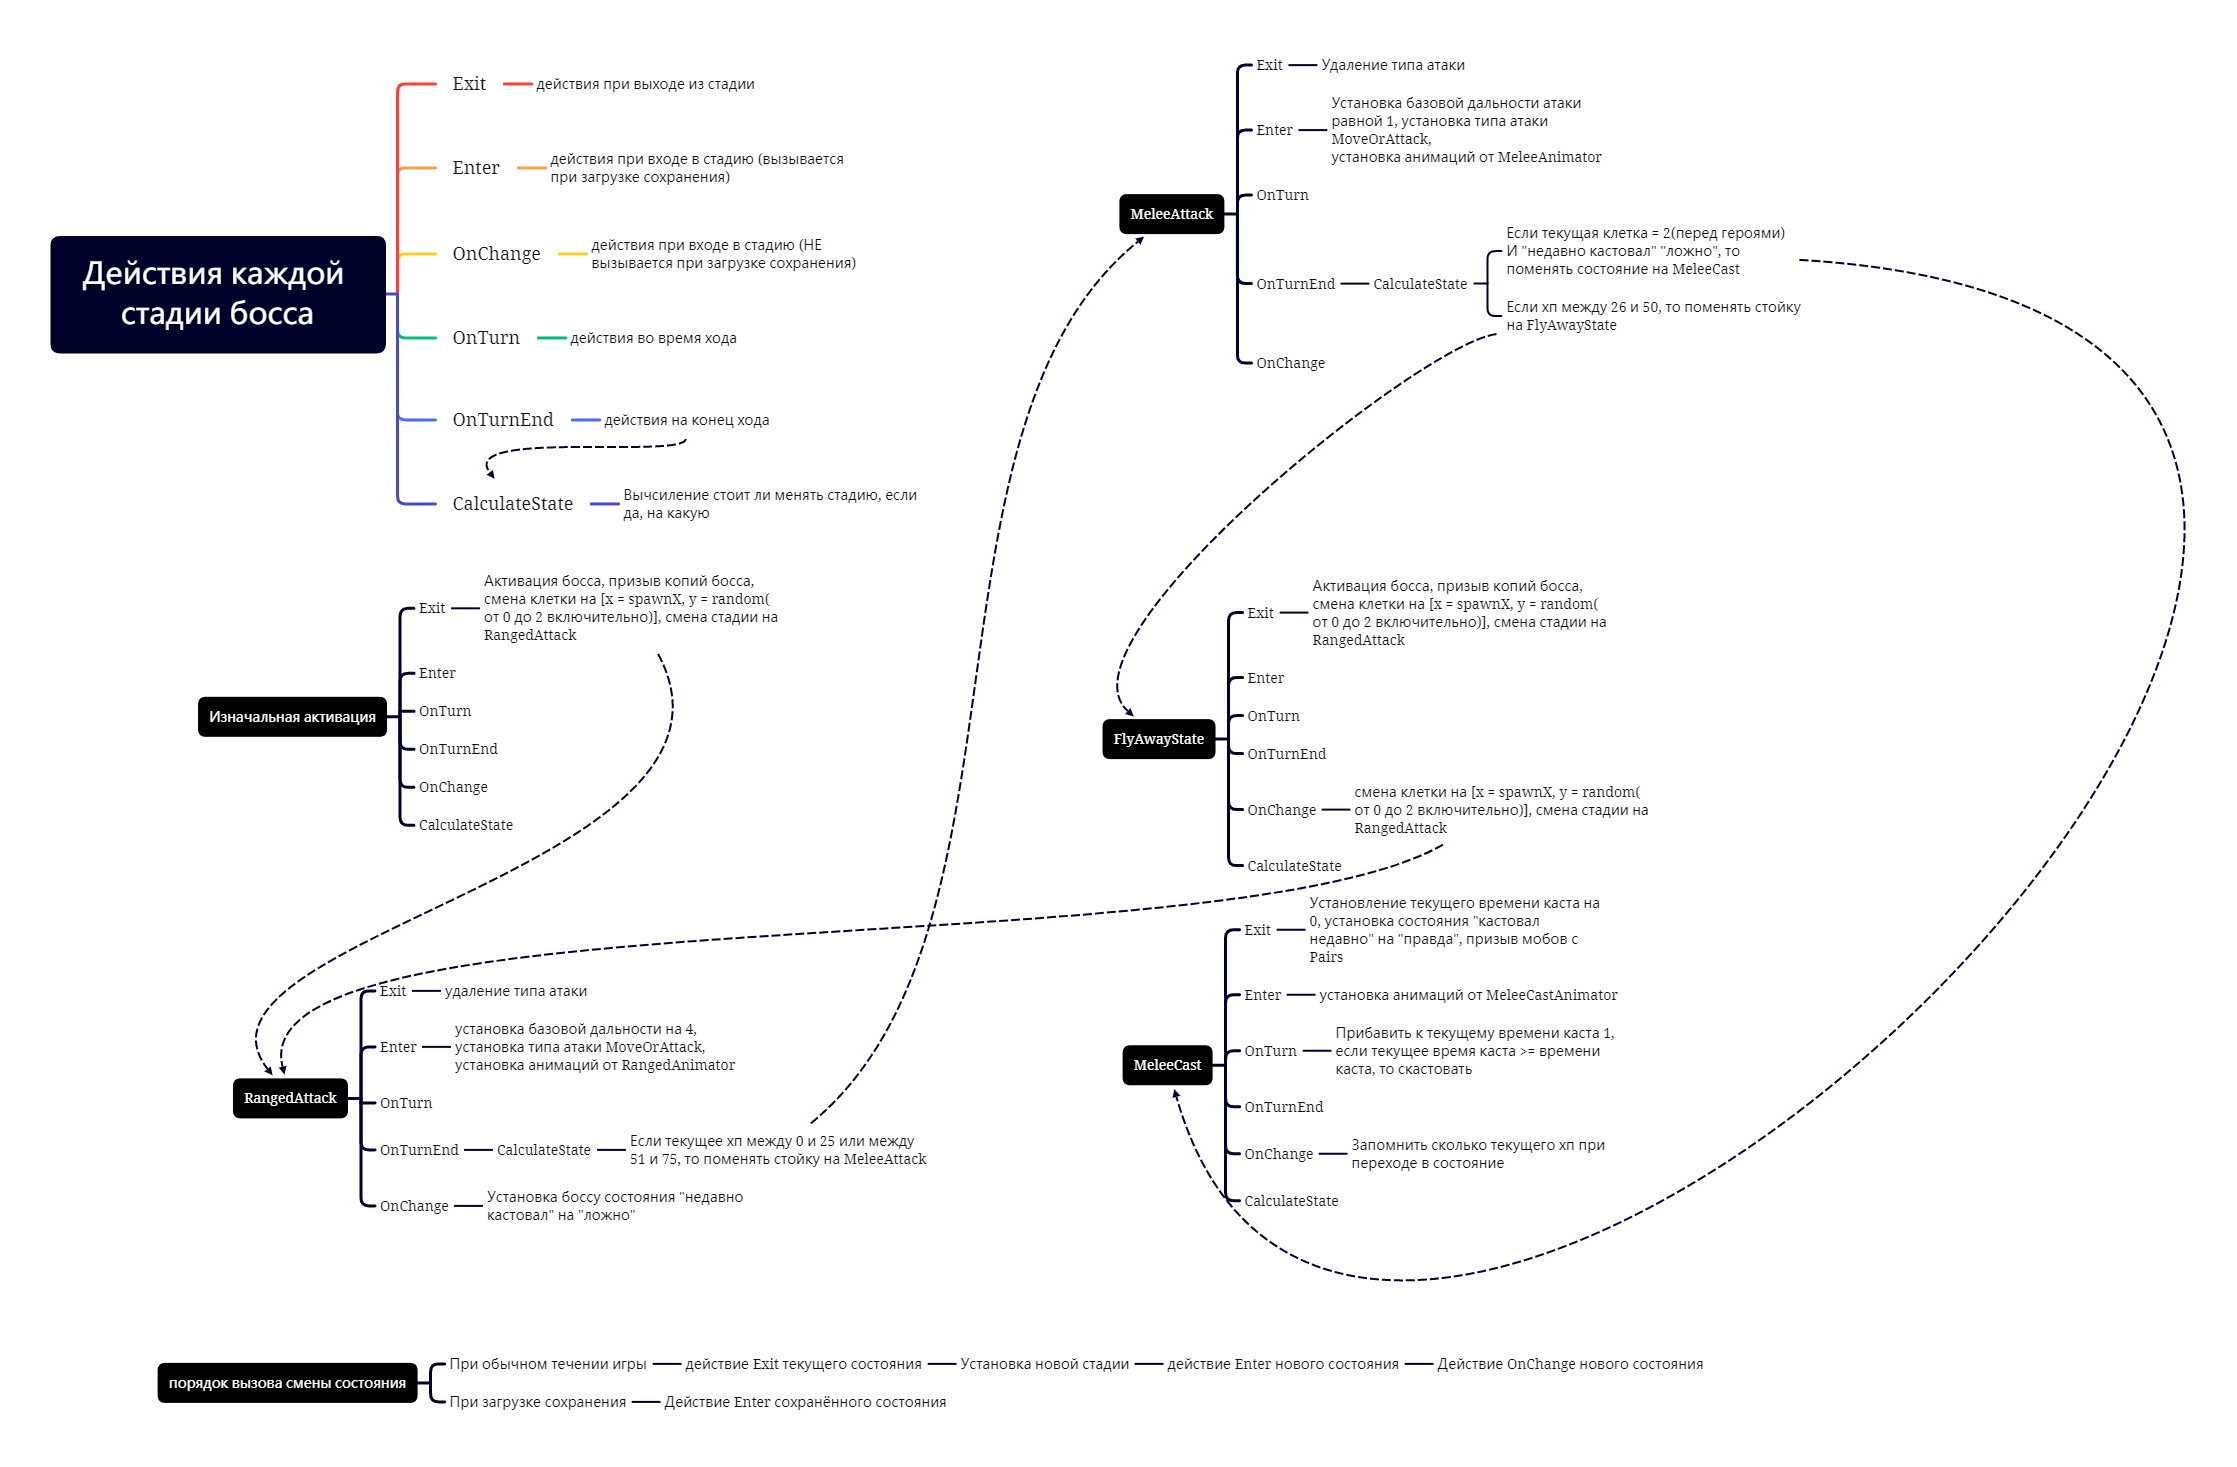 Действия каждой
стадии босса
Exit
действия при выходе из стадии
Enter
действия при входе в стадию (вызывается
при загрузке сохранения)
OnChange
действия при входе в стадию (НЕ
вызывается при загрузке сохранения)
OnTurn
действия во время хода
OnTurnEnd
действия на конец хода
CalculateState
Вычсиление стоит ли менять стадию, если
да, на какую
Изначальная активация
Exit
Активация босса, призыв копий босса,
смена клетки на [x = spawnX, y = random(
от 0 до 2 включительно)], смена стадии на
RangedAttack
Enter
OnTurn
OnTurnEnd
OnChange
CalculateState
RangedAttack
Exit
удаление типа атаки
Enter
установка базовой дальности на 4,
установка типа атаки MoveOrAttack,
установка анимаций от RangedAnimator
OnTurn
OnTurnEnd
CalculateState
Если текущее хп между 0 и 25 или между
51 и 75, то поменять стойку на MeleeAttack
OnChange
Установка боссу состояния "недавно
кастовал" на "ложно"
MeleeAttack
Exit
Удаление типа атаки
Enter
Установка базовой дальности атаки
равной 1, установка типа атаки
MoveOrAttack,
установка анимаций от MeleeAnimator
OnTurn
OnTurnEnd
CalculateState
Если текущая клетка = 2(перед героями)
И "недавно кастовал" "ложно", то
поменять состояние на MeleeCast
Если хп между 26 и 50, то поменять стойку
на FlyAwayState
OnChange
FlyAwayState
Exit
Активация босса, призыв копий босса,
смена клетки на [x = spawnX, y = random(
от 0 до 2 включительно)], смена стадии на
RangedAttack
Enter
OnTurn
OnTurnEnd
OnChange
смена клетки на [x = spawnX, y = random(
от 0 до 2 включительно)], смена стадии на
RangedAttack
CalculateState
MeleeCast
Exit
Установление текущего времени каста на
0, установка состояния "кастовал
недавно" на "правда", призыв мобов с
Pairs
Enter
установка анимаций от MeleeCastAnimator
OnTurn
Прибавить к текущему времени каста 1,
если текущее время каста >= времени
каста, то скастовать
OnTurnEnd
OnChange
Запомнить сколько текущего хп при
переходе в состояние
CalculateState
порядок вызова смены состояния
При обычном течении игры
действие Exit текущего состояния
Установка новой стадии
действие Enter нового состояния
Действие OnChange нового состояния
При загрузке сохранения
Действие Enter сохранённого состояния